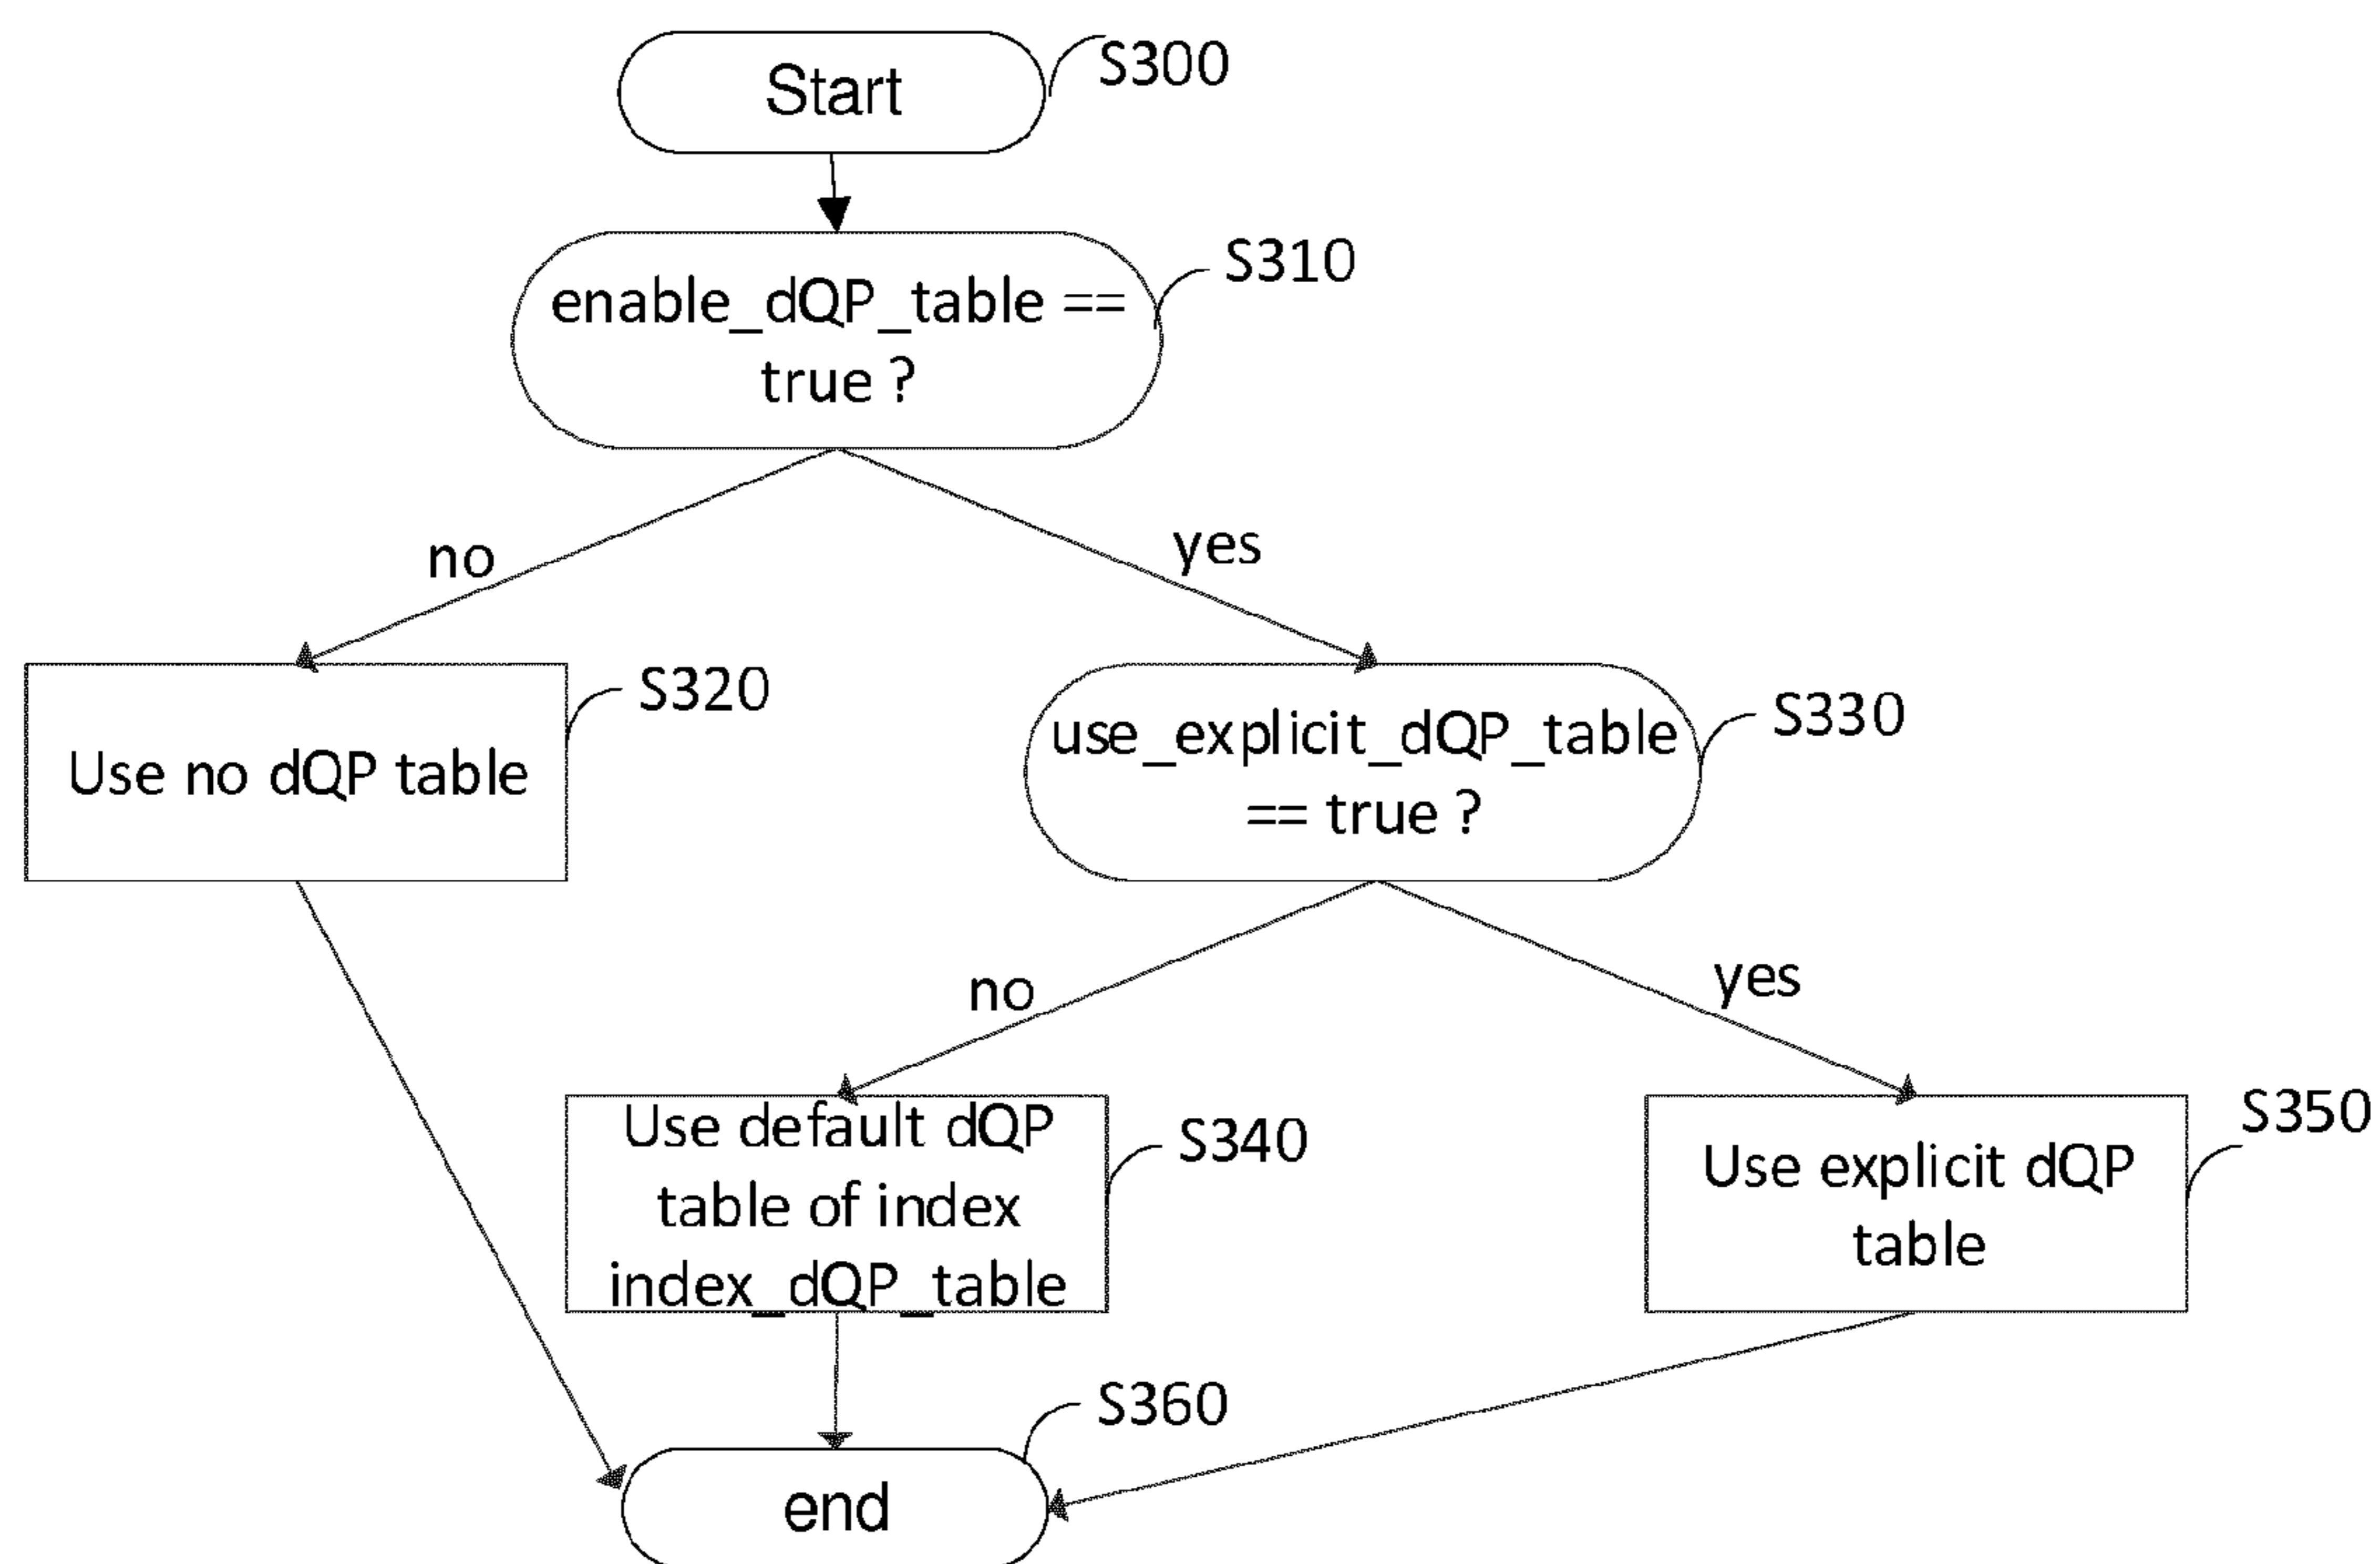 Start
S300
enable_dQP_table ==
true ?
S310
no
yes
Use no dQP table
S320
use_explicit_dQP_table
== true ?
S330
no
yes
Use default dQP
table of index
index_dQP_table
S340
Use explicit dQP
table
S350
end
S360